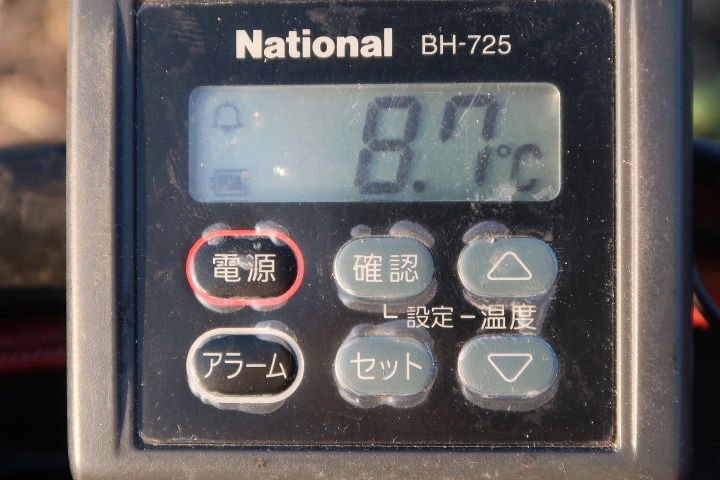 National BH-725
8.7°C
電源 確認 △
設定 温度
アラーム セット ▽